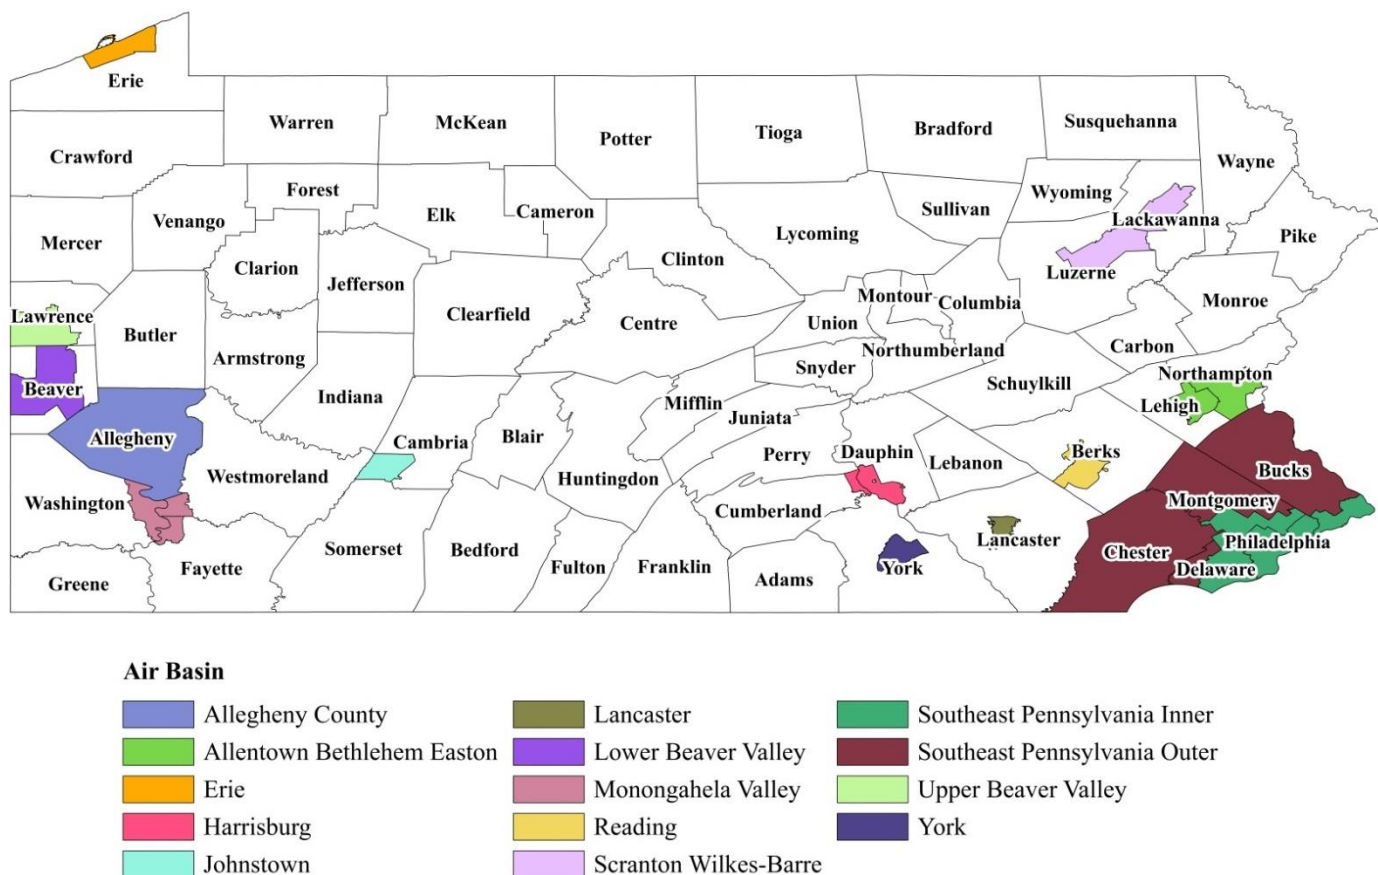 Erie
Warren
McKean
Potter
Tioga
Bradford
Susquehanna
Wayne
Crawford
Forest
Elk
Cameron
Venango
Sullivan
Wyoming
Lackawanna
Pike
Mercer
Clarion
Jefferson
Clinton
Lycoming
Luzerne
Monroe
Lawrence
Butler
Armstrong
Clearfield
Centre
Union
Montour
Columbia
Carbon
Beaver
Indiana
Snyder
Northumberland
Schuylkill
Northampton
Lehigh
Allegheny
Westmoreland
Cambria
Blair
Mifflin
Juniata
Huntingdon
Perry
Dauphin
Lebanon
Berks
Bucks
Washington
Cumberland
Montgomery
Greene
Fayette
Somerset
Bedford
Fulton
Franklin
Adams
York
Lancaster
Chester
Philadelphia
Delaware
Air Basin
Allegheny County
Allentown Bethlehem Easton
Erie
Harrisburg
Johnstown
Lancaster
Lower Beaver Valley
Monongahela Valley
Reading
Scranton Wilkes-Barre
Southeast Pennsylvania Inner
Southeast Pennsylvania Outer
Upper Beaver Valley
York